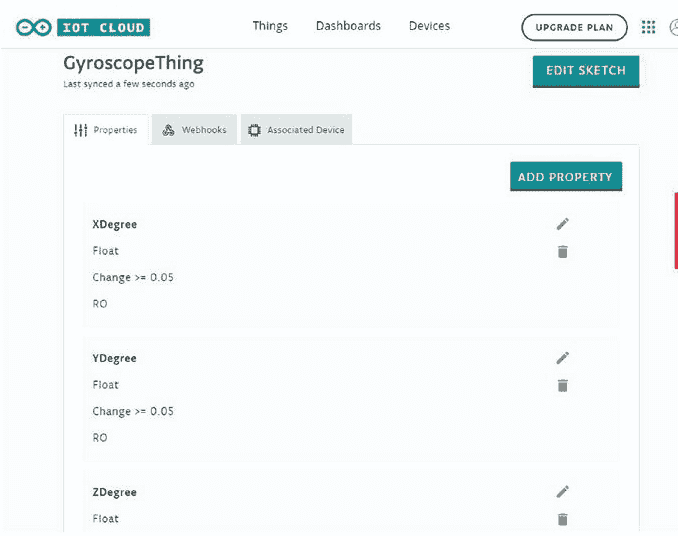 IOT CLOUD
Things
Dashboards
Devices
UPGRADE PLAN
GyroscopeThing
Last synced a few seconds ago
EDIT SKETCH
Properties
Webhooks
Associated Device
ADD PROPERTY
XDegree
Float
Change >= 0.05
RO
YDegree
Float
Change >= 0.05
RO
ZDegree
Float